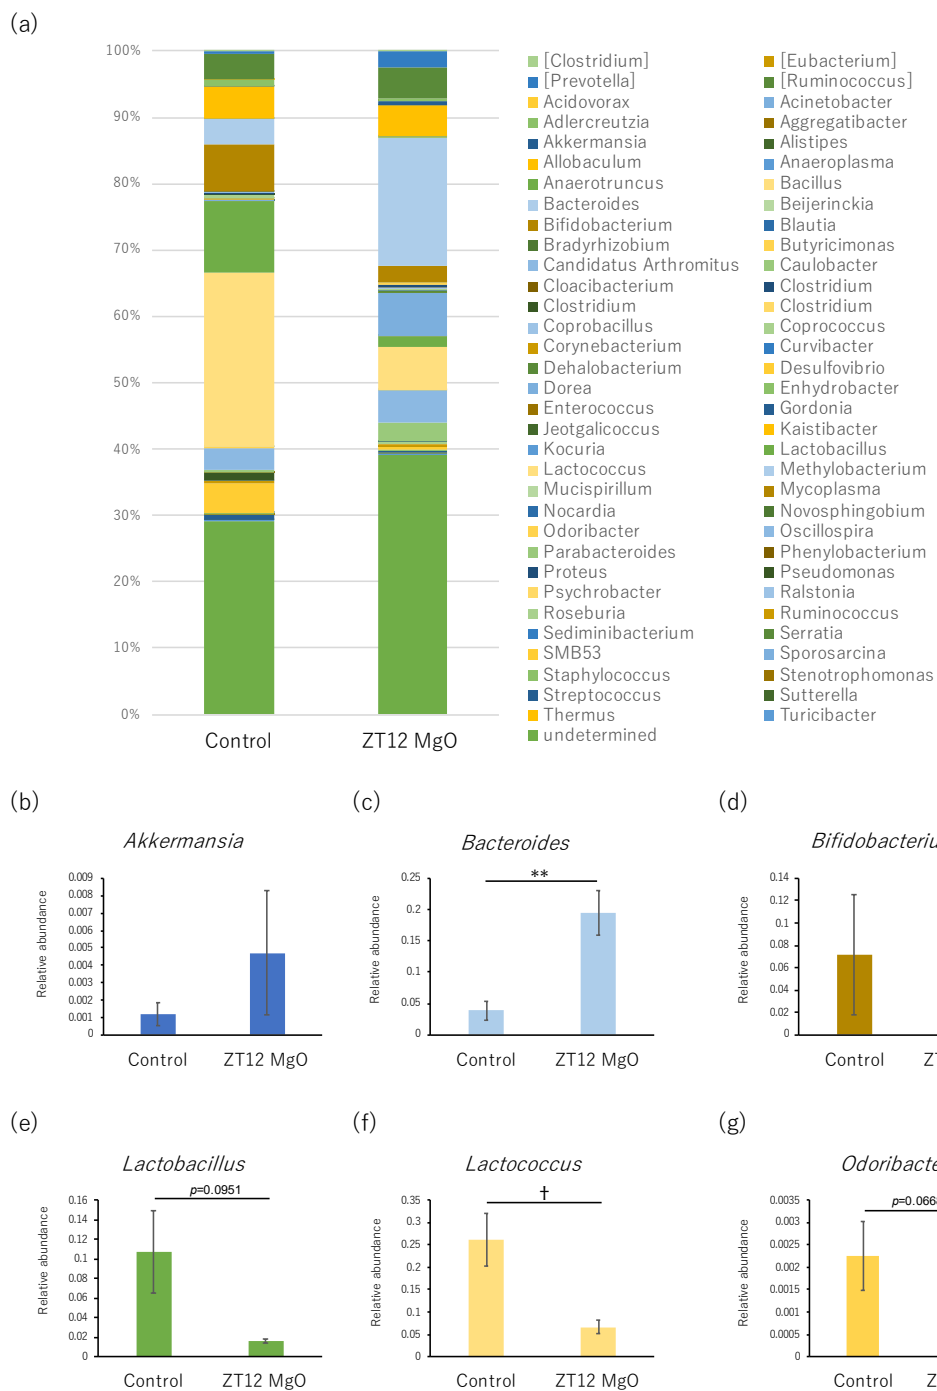 (a)
100%
90%
80%
70%
60%
50%
40%
30%
20%
10%
0%
Control ZT12 MgO
[Clostridium] [Eubacterium]
[Prevotella] [Ruminococcus]
Acidovorax Acinetobacter
Adlercreutzia Aggregatibacter
Akkermansia Alistipes
Allobaculum Anaeroplasma
Anaerotruncus Bacillus
Bacteroides Beijerinckia
Bifidobacterium Blautia
Bradyrhizobium Butyricimonas
Candidatus Arthromitus Caulobacter
Cloacibacterium Clostridium
Clostridium Clostridium
Coprobacillus Coprococcus
Corynebacterium Curvibacter
Dehalobacterium Desulfovibrio
Dorea Enhydrobacter
Enterococcus Gordonia
Jeotgalicoccus Kaistibacter
Kocuria Lactobacillus
Lactococcus Methylobacterium
Mucispirillum Mycoplasma
Nocardia Novosphingobium
Odoribacter Oscillospira
Parabacteroides Phenylobacterium
Proteus Pseudomonas
Psychrobacter Ralstonia
Roseburia Ruminococcus
Sediminibacterium Serratia
SMB53 Sporosarcina
Staphylococcus Stenotrophomonas
Streptococcus Sutterella
Thermus Turicibacter
undetermined
(b)
Akkermansia
Relative abundance
0.009
0.008
0.007
0.006
0.005
0.004
0.003
0.002
0.001
0
Control ZT12 MgO
(c)
Bacteroides
**
Relative abundance
0.25
0.2
0.15
0.1
0.05
0
Control ZT12 MgO
(d)
Bifidobacteriu
Relative abundance
0.14
0.12
0.1
0.08
0.06
0.04
0.02
0
Control ZT
(e)
Lactobacillus
p=0.0951
Relative abundance
0.16
0.14
0.12
0.1
0.08
0.06
0.04
0.02
0
Control ZT12 MgO
(f)
Lactococcus
†
Relative abundance
0.35
0.3
0.25
0.2
0.15
0.1
0.05
0
Control ZT12 MgO
(g)
Odoribacte
p=0.066
Relative abundance
0.0035
0.003
0.0025
0.002
0.0015
0.001
0.0005
0
Control ZT